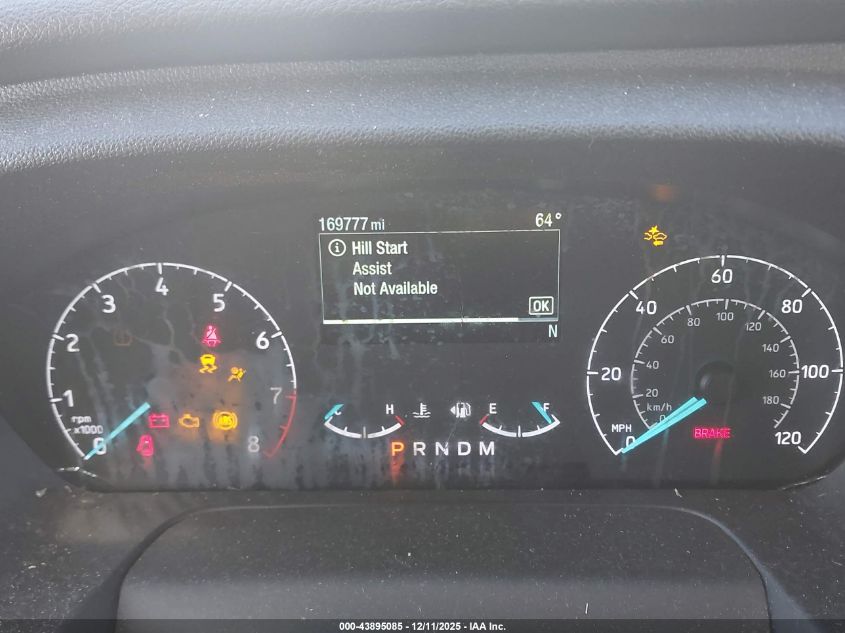 169777 mi 64°
Hill Start
Assist
Not Available
OK
N
0 1 2 3 4 5 6 7 8
rpm
x1000
C H E F
P R N D M
0 20 40 60 80 100 120
MPH
0 20 40 60 80 100 120 140 160 180
km/h
BRAKE
000-43895085 - 12/11/2025 - IAA Inc.